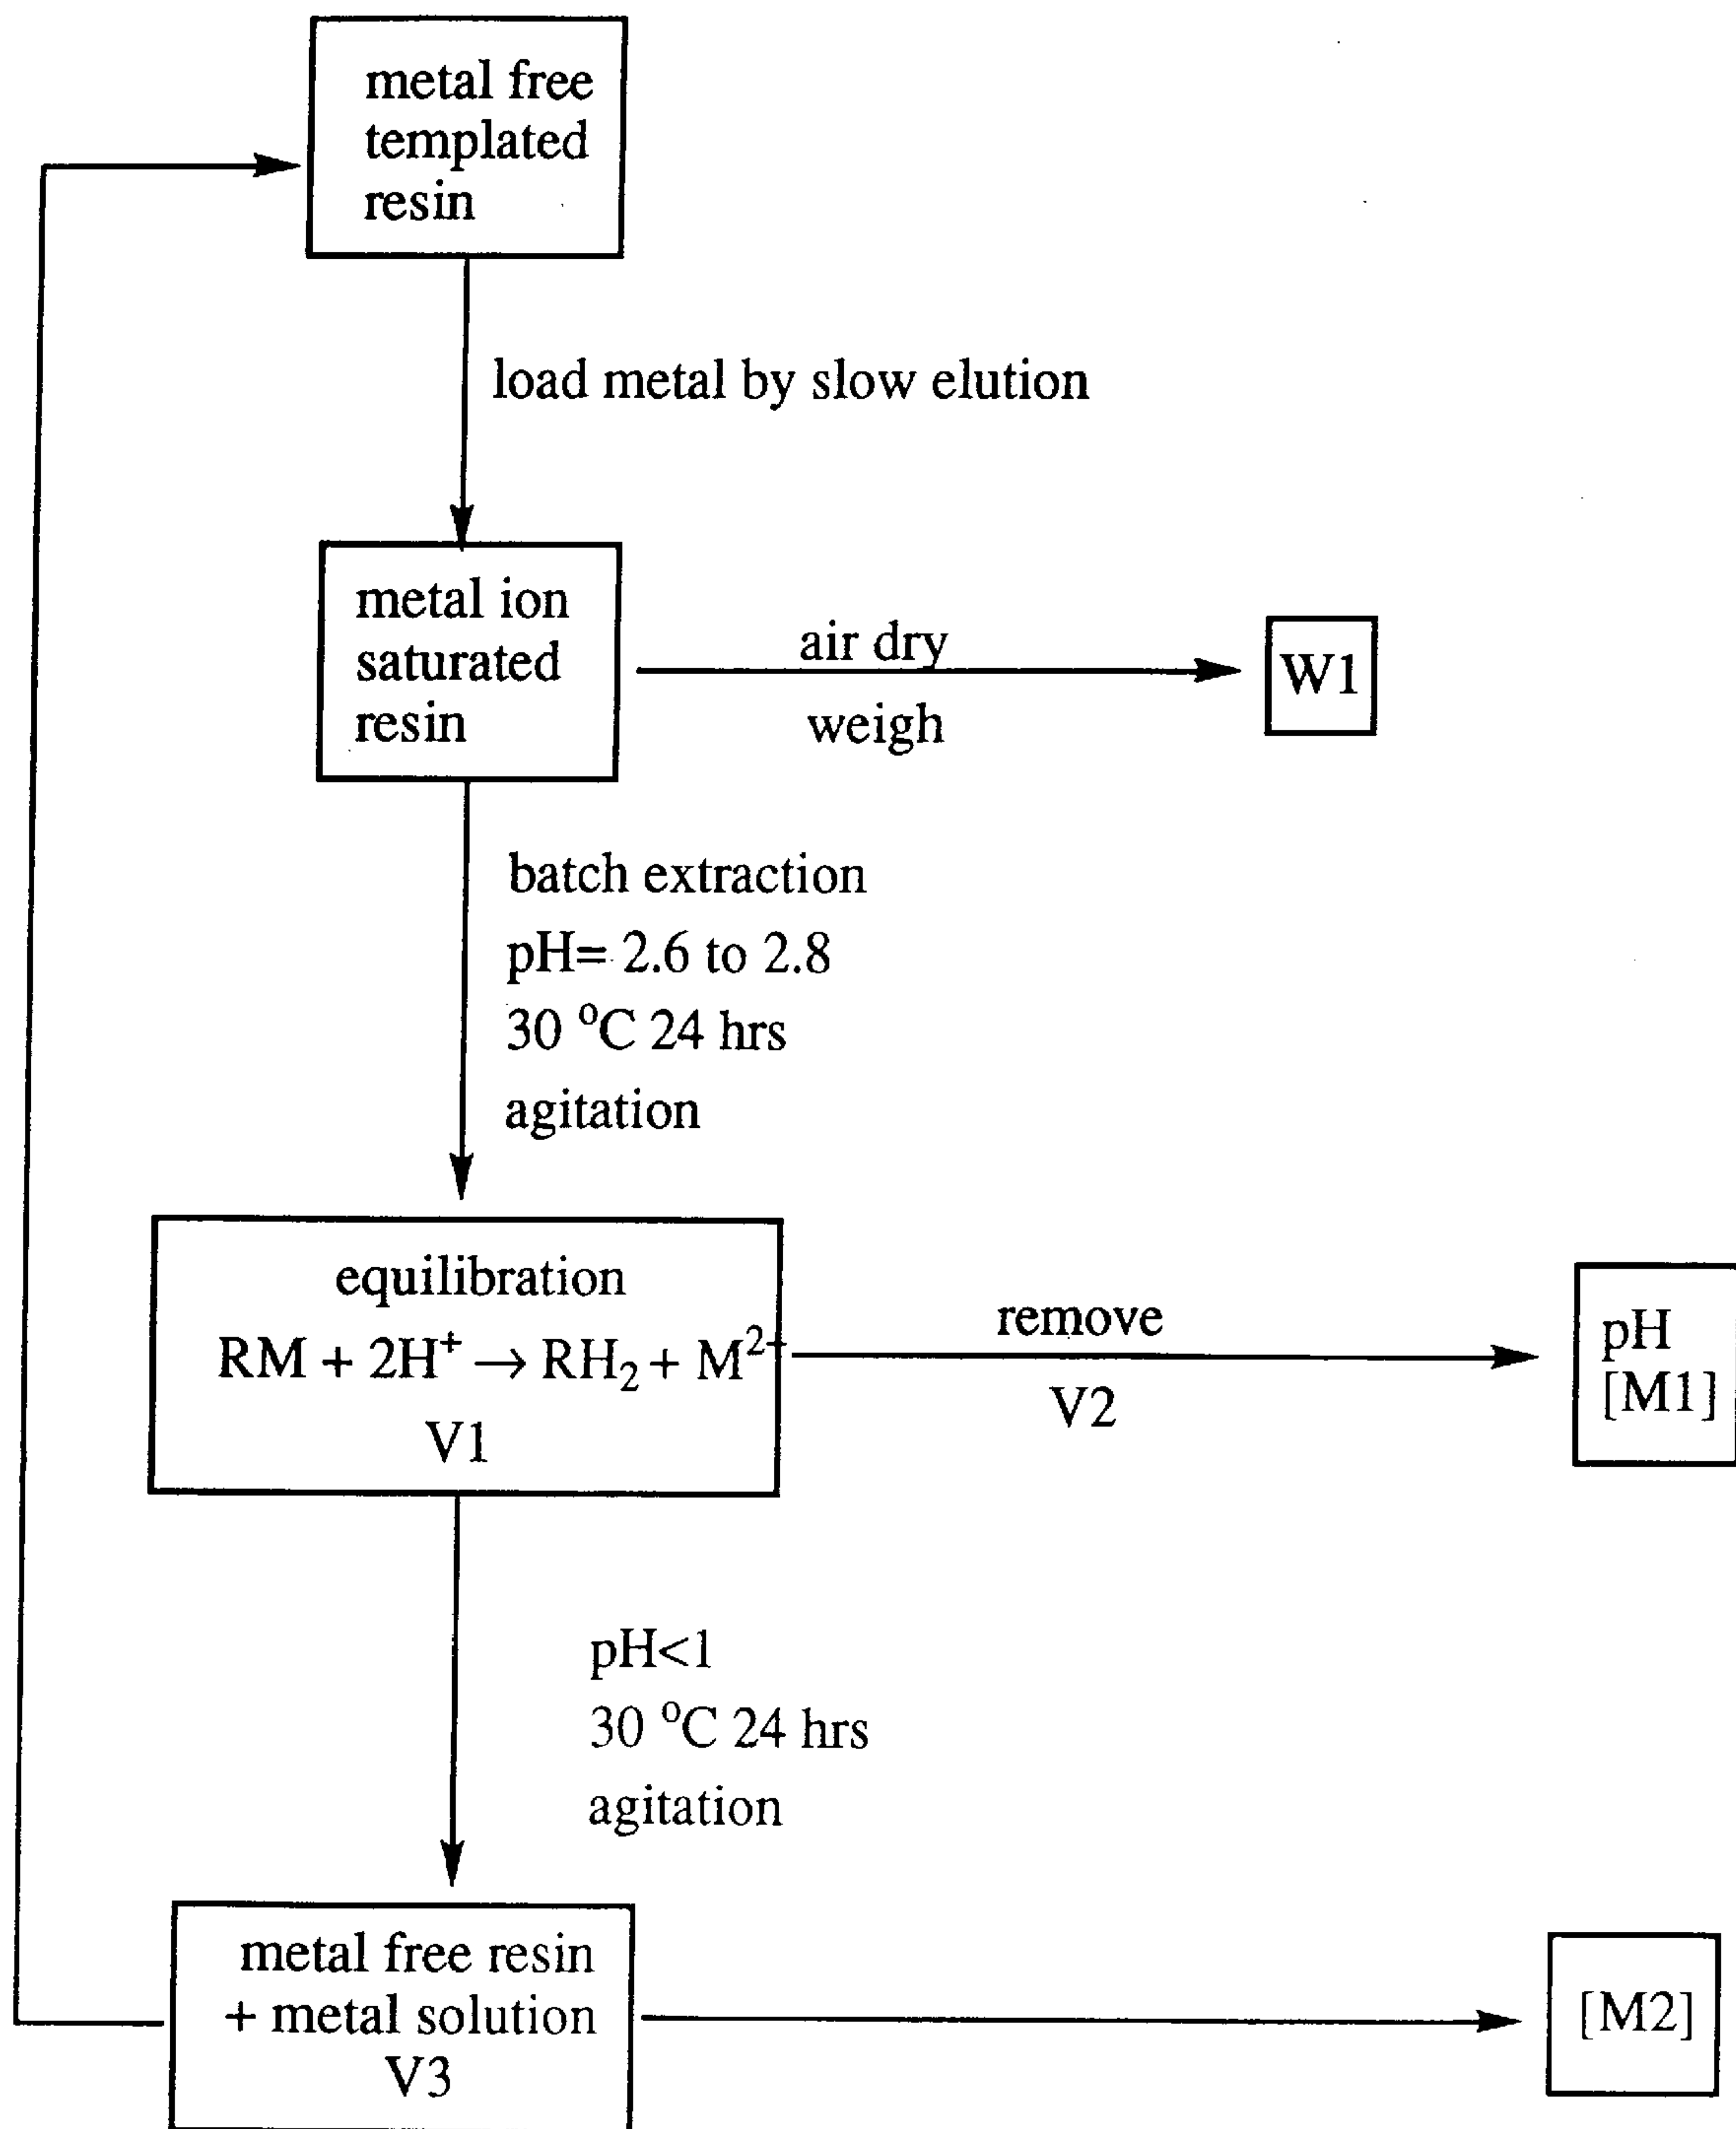 metal free
templated
resin
load metal by slow elution
metal ion
saturated
resin
air dry
weigh
W1
batch extraction
pH= 2.6 to 2.8
30 °C 24 hrs
agitation
equilibration
RM + 2H⁺ → RH₂ + M²⁺
V1
remove
V2
pH
[M1]
pH<1
30 °C 24 hrs
agitation
metal free resin
+ metal solution
V3
[M2]